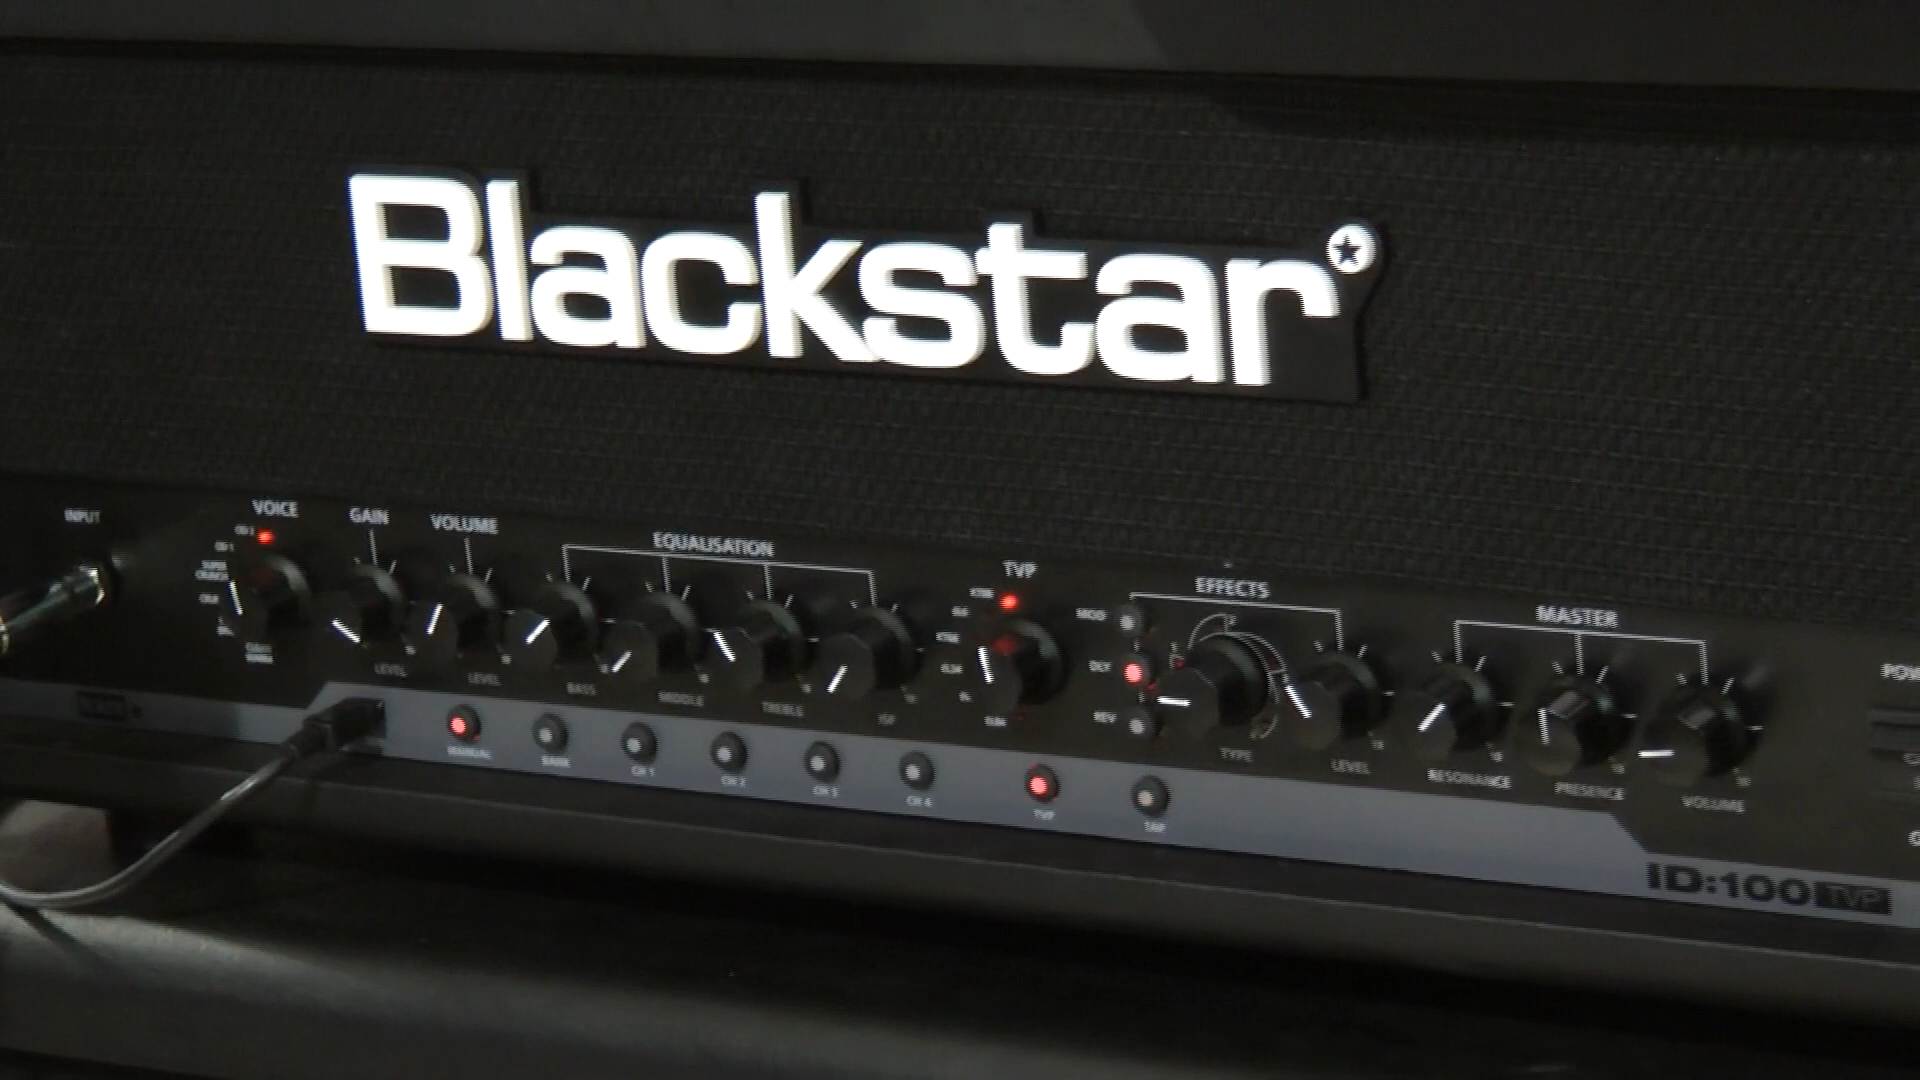 Blackstar
INPUT
VOICE
GAIN
VOLUME
EQUALISATION
TVP
EFFECTS
MASTER
MOD
DLY
REV
LEVEL
LEVEL
BASS
MIDDLE
TREBLE
ISF
TYPE
LEVEL
RESONANCE
PRESENCE
VOLUME
MANUAL
BANK
CH 1
CH 2
CH 3
CH 4
TVP
TAP
ID:100 TVP